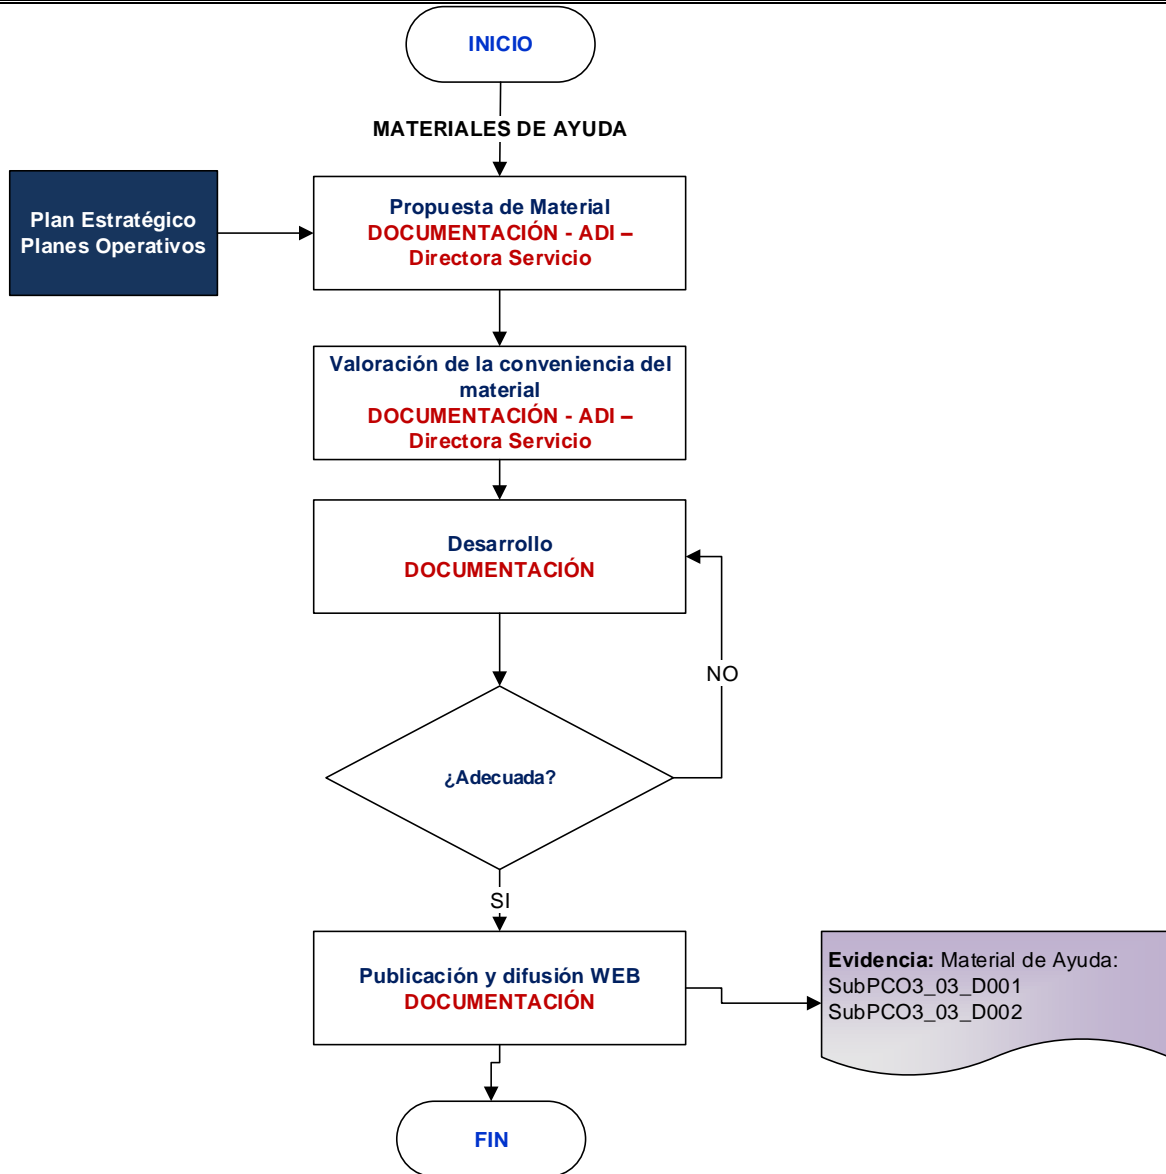 INICIO
MATERIALES DE AYUDA
Plan Estratégico
Planes Operativos
Propuesta de Material
DOCUMENTACIÓN - ADI –
Directora Servicio
Valoración de la conveniencia del
material
DOCUMENTACIÓN - ADI –
Directora Servicio
Desarrollo
DOCUMENTACIÓN
NO
¿Adecuada?
SI
Publicación y difusión WEB
DOCUMENTACIÓN
Evidencia: Material de Ayuda:
SubPCO3_03_D001
SubPCO3_03_D002
FIN